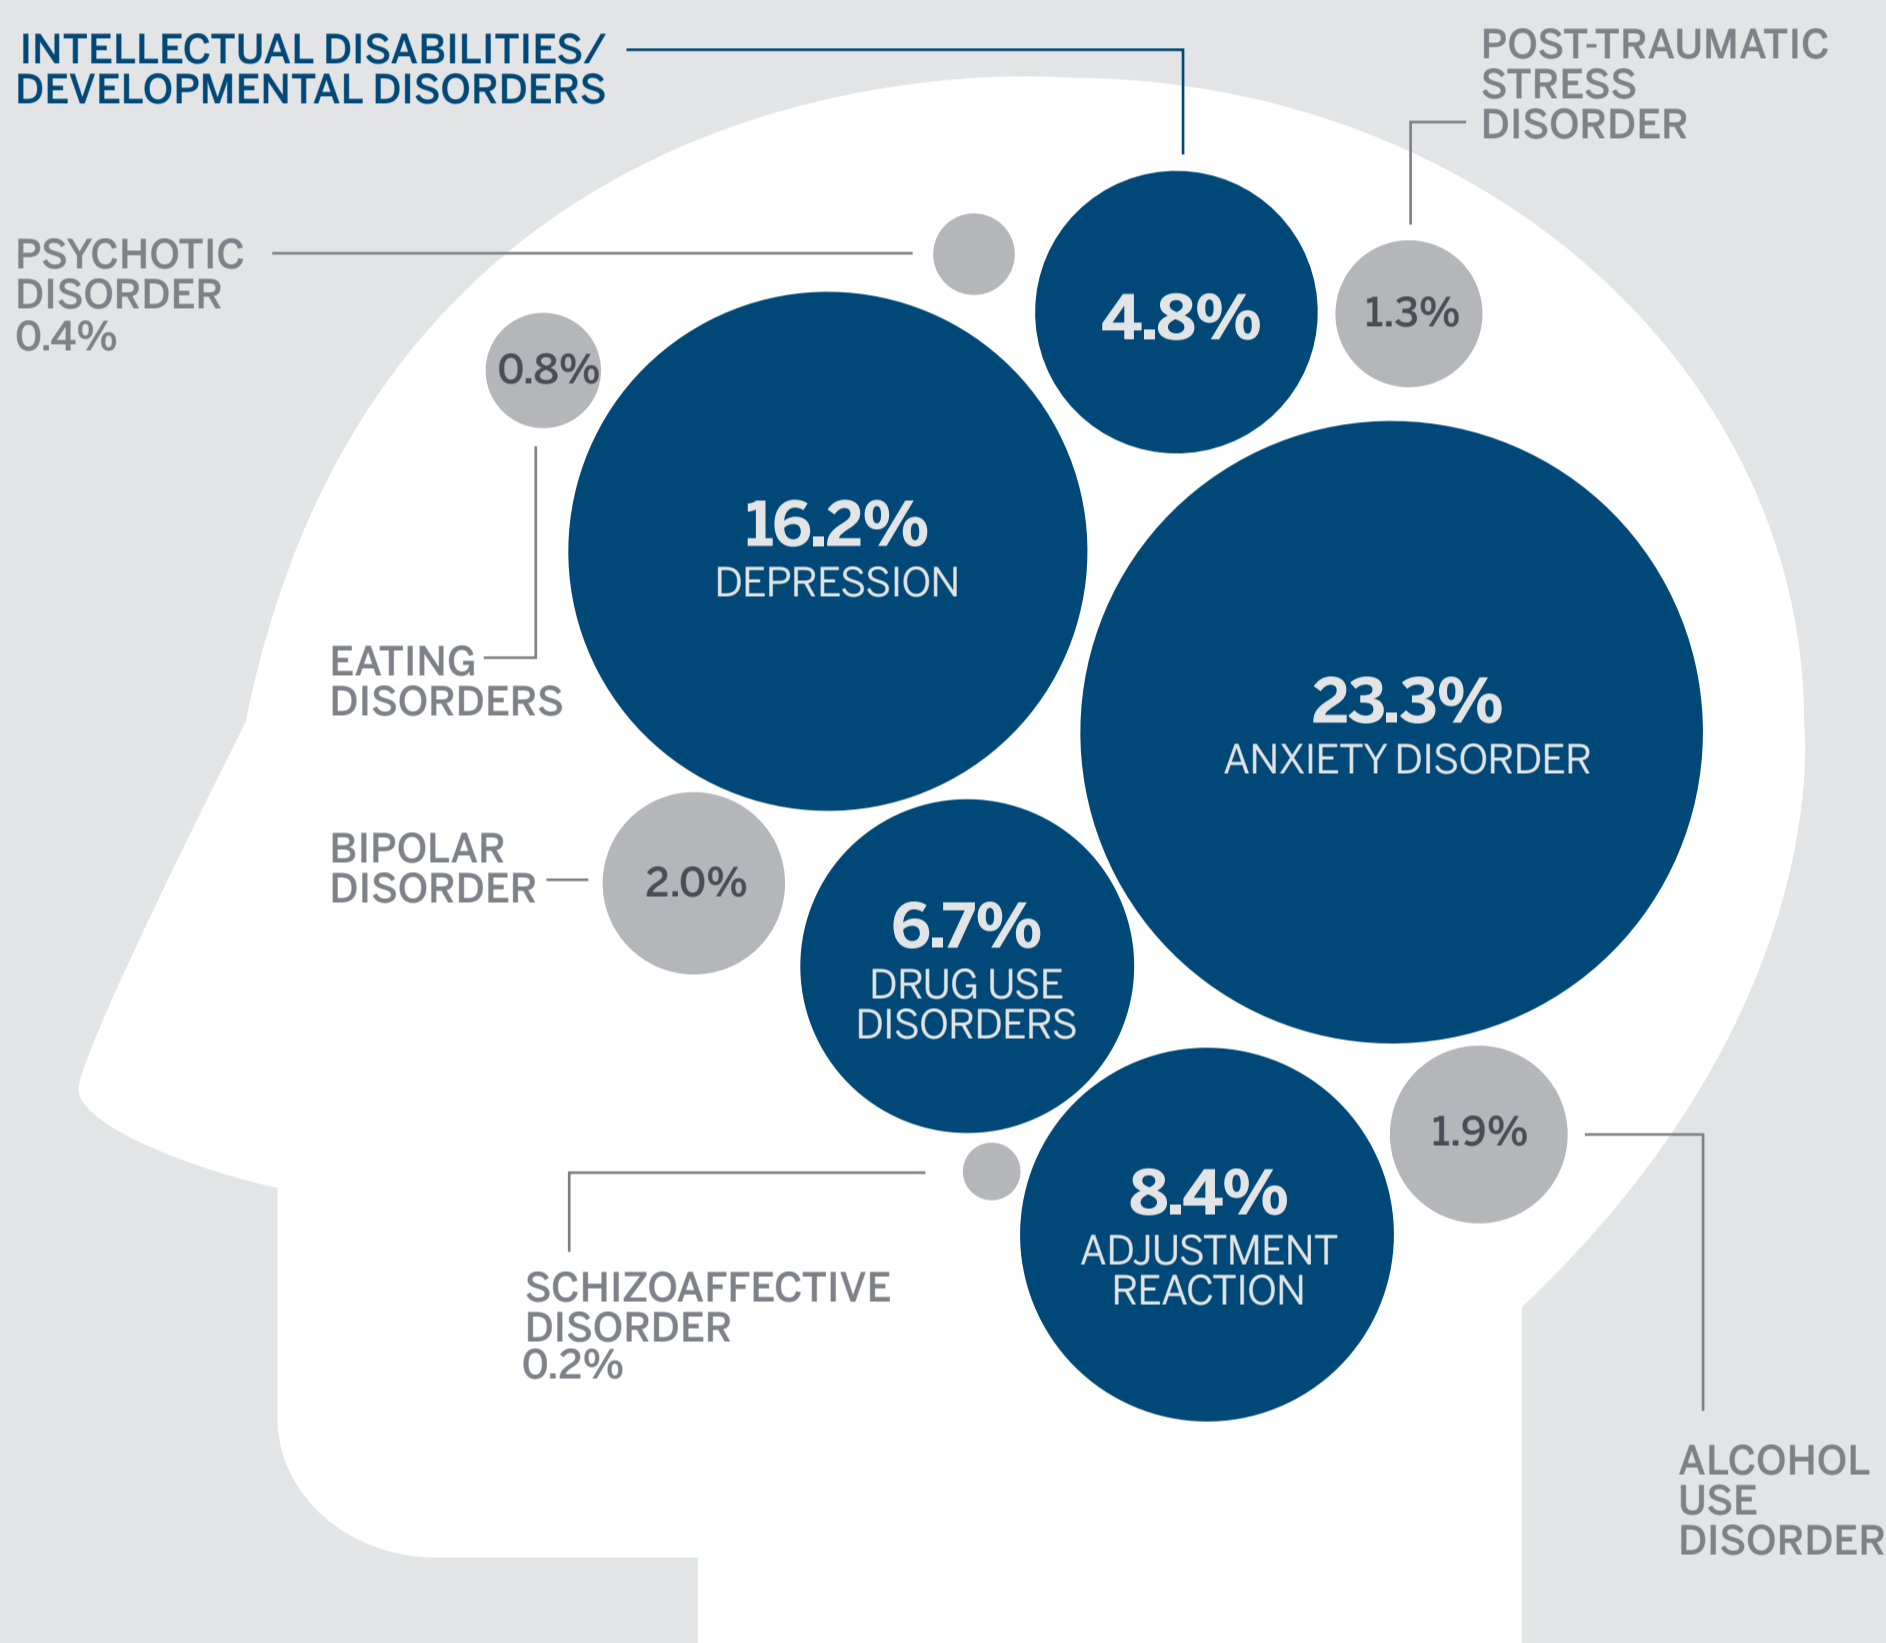 INTELLECTUAL DISABILITIES/
DEVELOPMENTAL DISORDERS
POST-TRAUMATIC
STRESS
DISORDER
PSYCHOTIC
DISORDER
0.4%
4.8%
1.3%
0.8%
16.2%
DEPRESSION
EATING
DISORDERS
23.3%
ANXIETY DISORDER
BIPOLAR
DISORDER
2.0%
6.7%
DRUG USE
DISORDERS
1.9%
8.4%
ADJUSTMENT
REACTION
SCHIZOAFFECTIVE
DISORDER
0.2%
ALCOHOL
USE
DISORDER